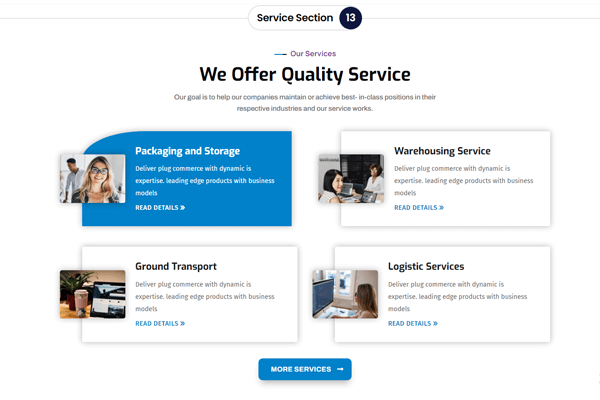 Service Section 13
Our Services
We Offer Quality Service
Our goal is to help our companies maintain or achieve best- in-class positions in their
respective industries and our service works.
Packaging and Storage
Deliver plug commerce with dynamic is
expertise. leading edge products with business
models
READ DETAILS »
Warehousing Service
Deliver plug commerce with dynamic is
expertise. leading edge products with business
models
READ DETAILS »
Ground Transport
Deliver plug commerce with dynamic is
expertise. leading edge products with business
models
READ DETAILS »
Logistic Services
Deliver plug commerce with dynamic is
expertise. leading edge products with business
models
READ DETAILS »
MORE SERVICES →